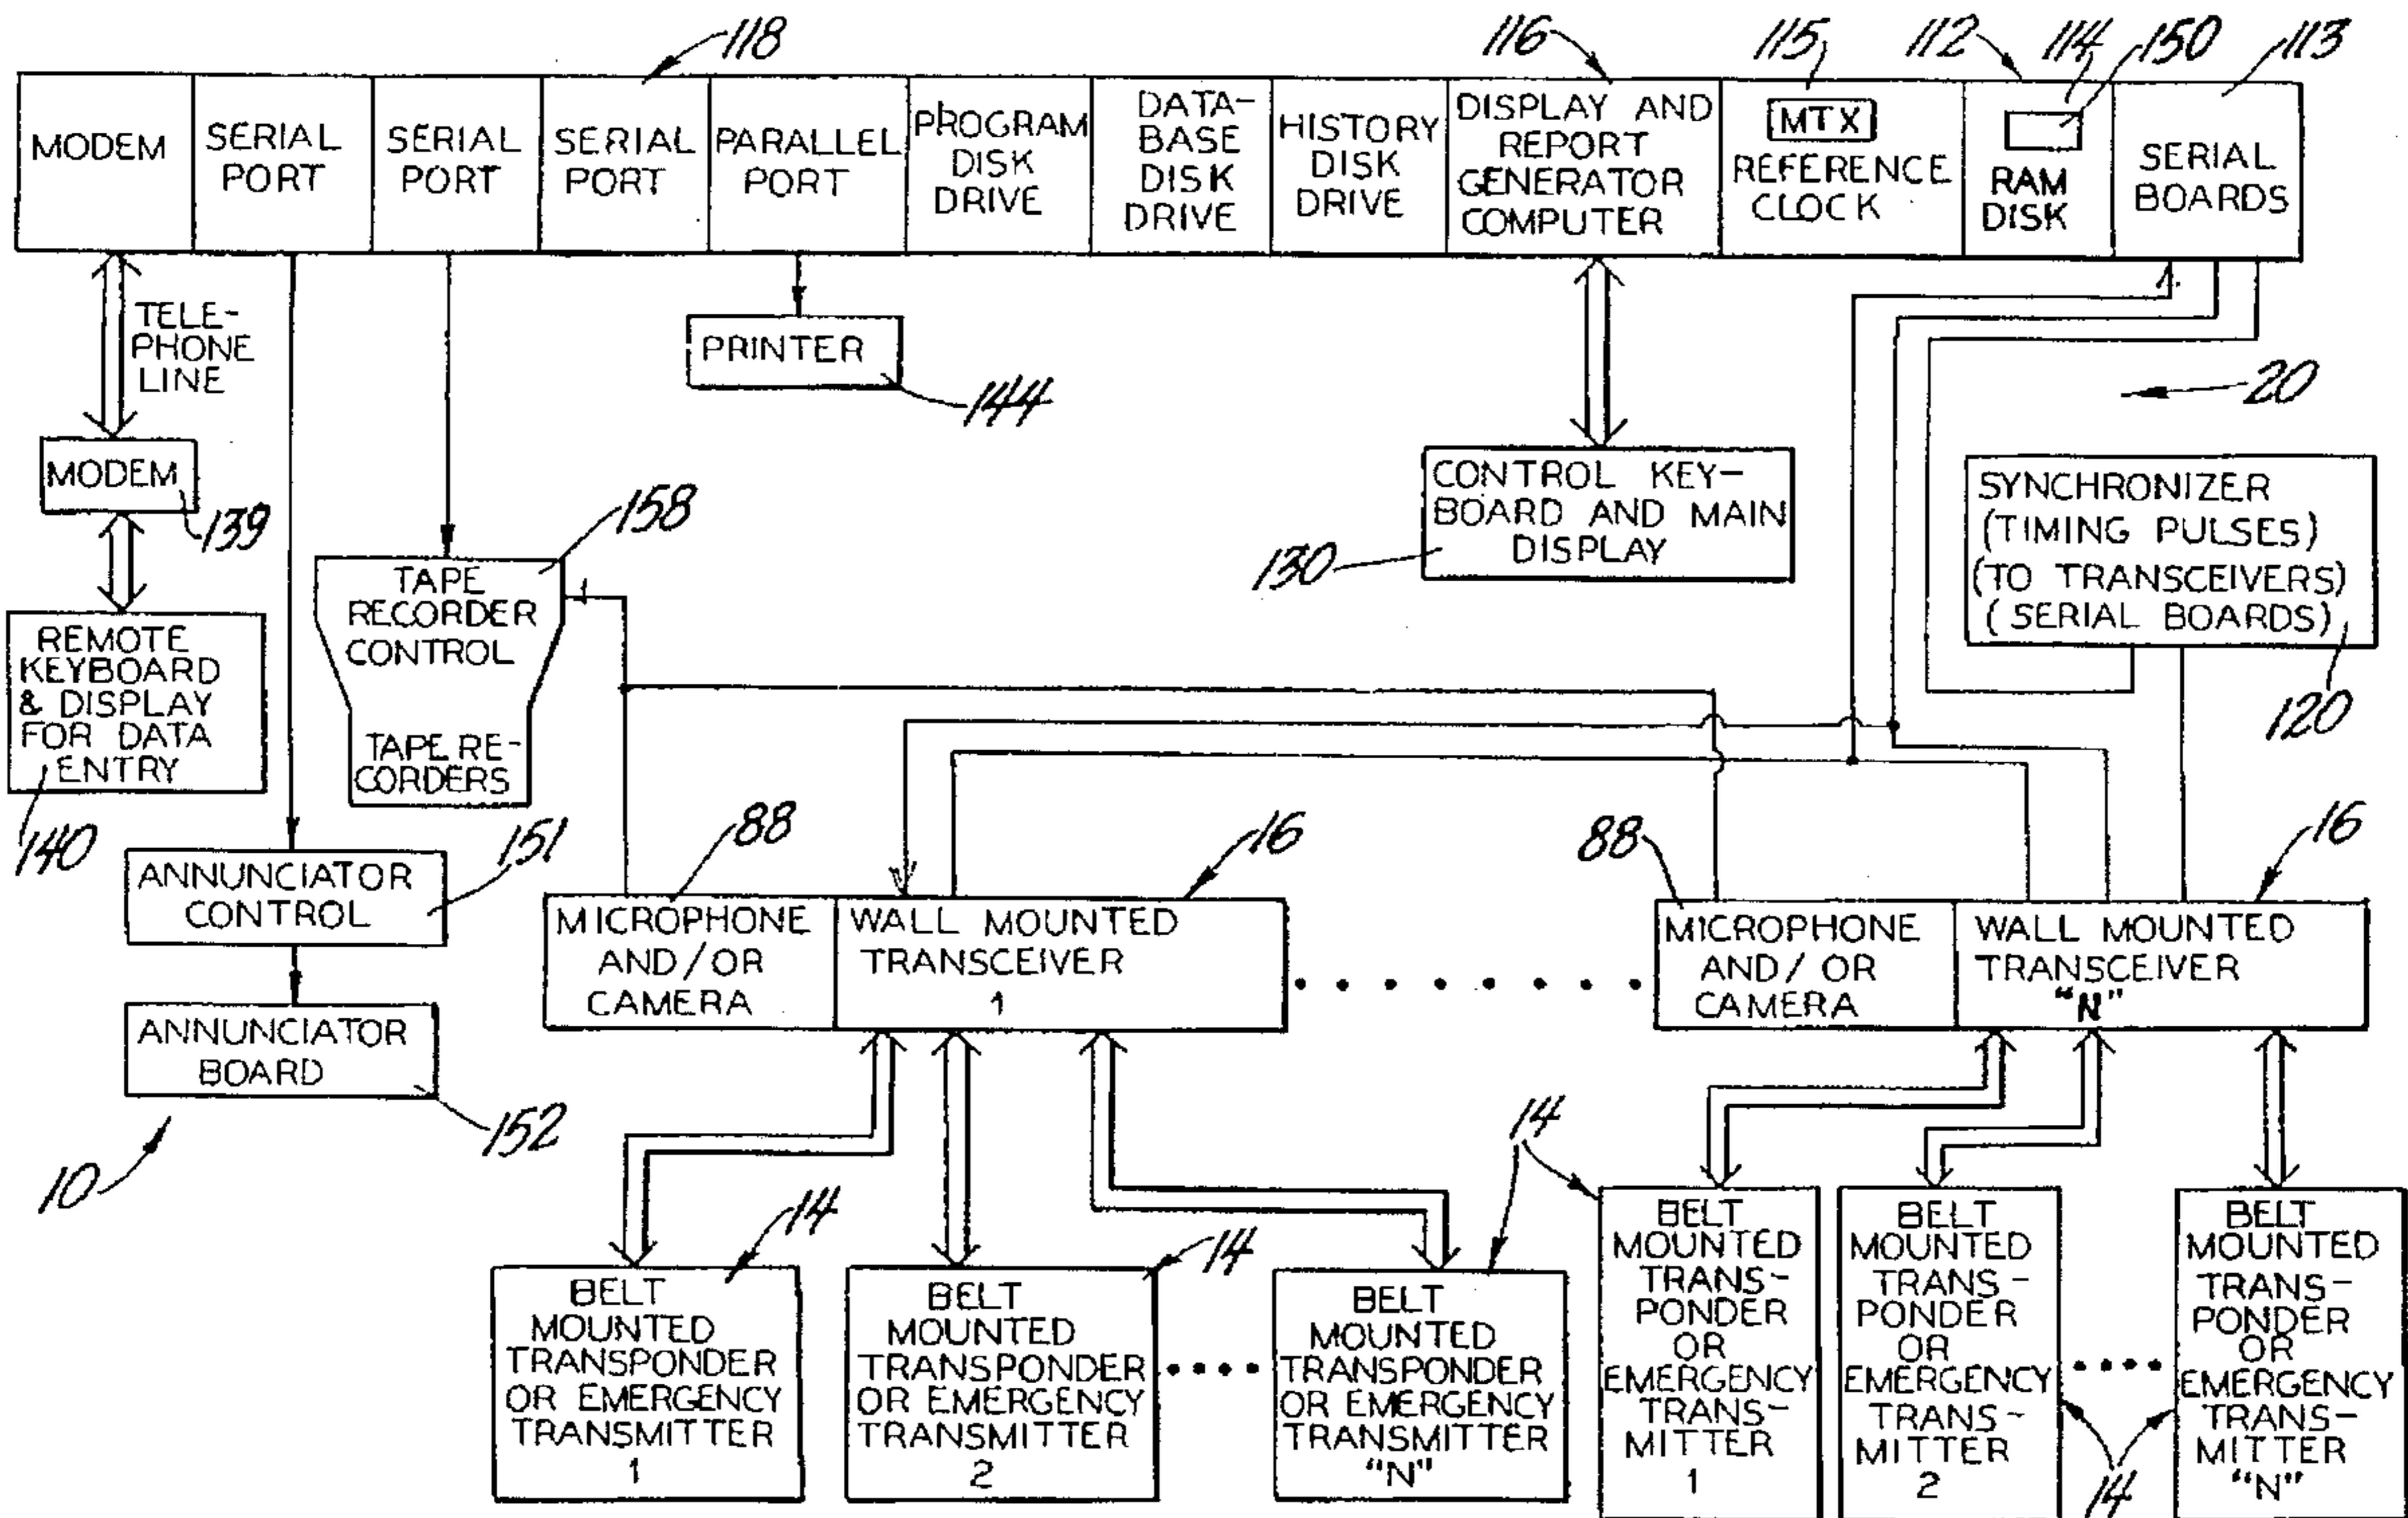 118
116
115
112
114
150
113
MODEM
SERIAL
PORT
SERIAL
PORT
SERIAL
PORT
PARALLEL
PORT
PROGRAM
DISK
DRIVE
DATA-
BASE
DISK
DRIVE
HISTORY
DISK
DRIVE
DISPLAY AND
REPORT
GENERATOR
COMPUTER
MTX
REFERENCE
CLOCK
RAM
DISK
SERIAL
BOARDS
TELE-
PHONE
LINE
PRINTER
144
20
MODEM
139
158
CONTROL KEY-
BOARD AND MAIN
DISPLAY
130
SYNCHRONIZER
(TIMING PULSES)
(TO TRANSCEIVERS)
(SERIAL BOARDS)
120
REMOTE
KEYBOARD
& DISPLAY
FOR DATA
ENTRY
140
TAPE
RECORDER
CONTROL
TAPE RE-
CORDERS
ANNUNCIATOR
CONTROL
151
ANNUNCIATOR
BOARD
152
10
88
16
MICROPHONE
AND/OR
CAMERA
WALL MOUNTED
TRANSCEIVER
1
88
16
MICROPHONE
AND/OR
CAMERA
WALL MOUNTED
TRANSCEIVER
"N"
14
14
14
14
BELT
MOUNTED
TRANSPONDER
OR EMERGENCY
TRANSMITTER
1
BELT
MOUNTED
TRANSPONDER
OR EMERGENCY
TRANSMITTER
2
BELT
MOUNTED
TRANSPONDER
OR EMERGENCY
TRANSMITTER
"N"
BELT
MOUNTED
TRANS-
PONDER
OR
EMERGENCY
TRANS-
MITTER
1
BELT
MOUNTED
TRANS-
PONDER
OR
EMERGENCY
TRANS-
MITTER
2
BELT
MOUNTED
TRANS-
PONDER
OR
EMERGENCY
TRANS-
MITTER
"N"
14